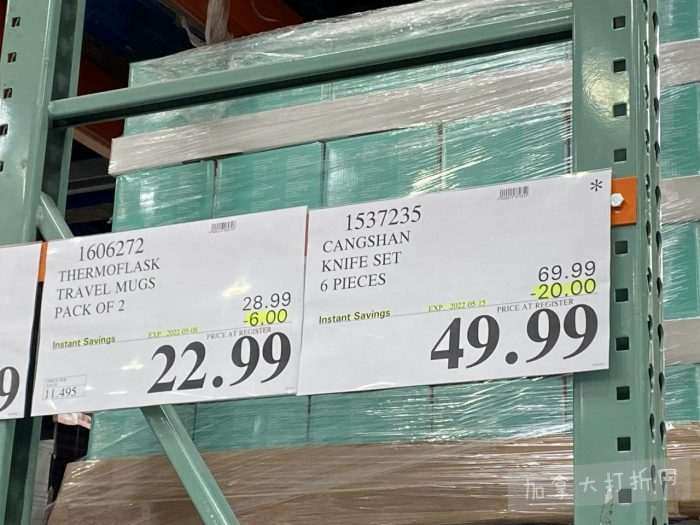 9
1606272
THERMOFLASK
TRAVEL MUGS
PACK OF 2
28.99
-6.00
Instant Savings
EXP. 2022-05-08
PRICE AT REGISTER
22.99
11.495
1537235
*
CANGSHAN
KNIFE SET
6 PIECES
69.99
-20.00
Instant Savings
EXP. 2022-05-15
PRICE AT REGISTER
49.99
加拿大打折网